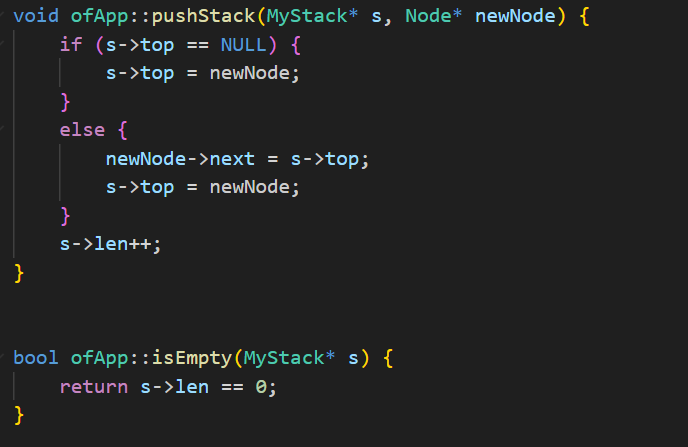 void ofApp::pushStack(MyStack* s, Node* newNode) {
    if (s->top == NULL) {
        s->top = newNode;
    }
    else {
        newNode->next = s->top;
        s->top = newNode;
    }
    s->len++;
}
bool ofApp::isEmpty(MyStack* s) {
    return s->len == 0;
}